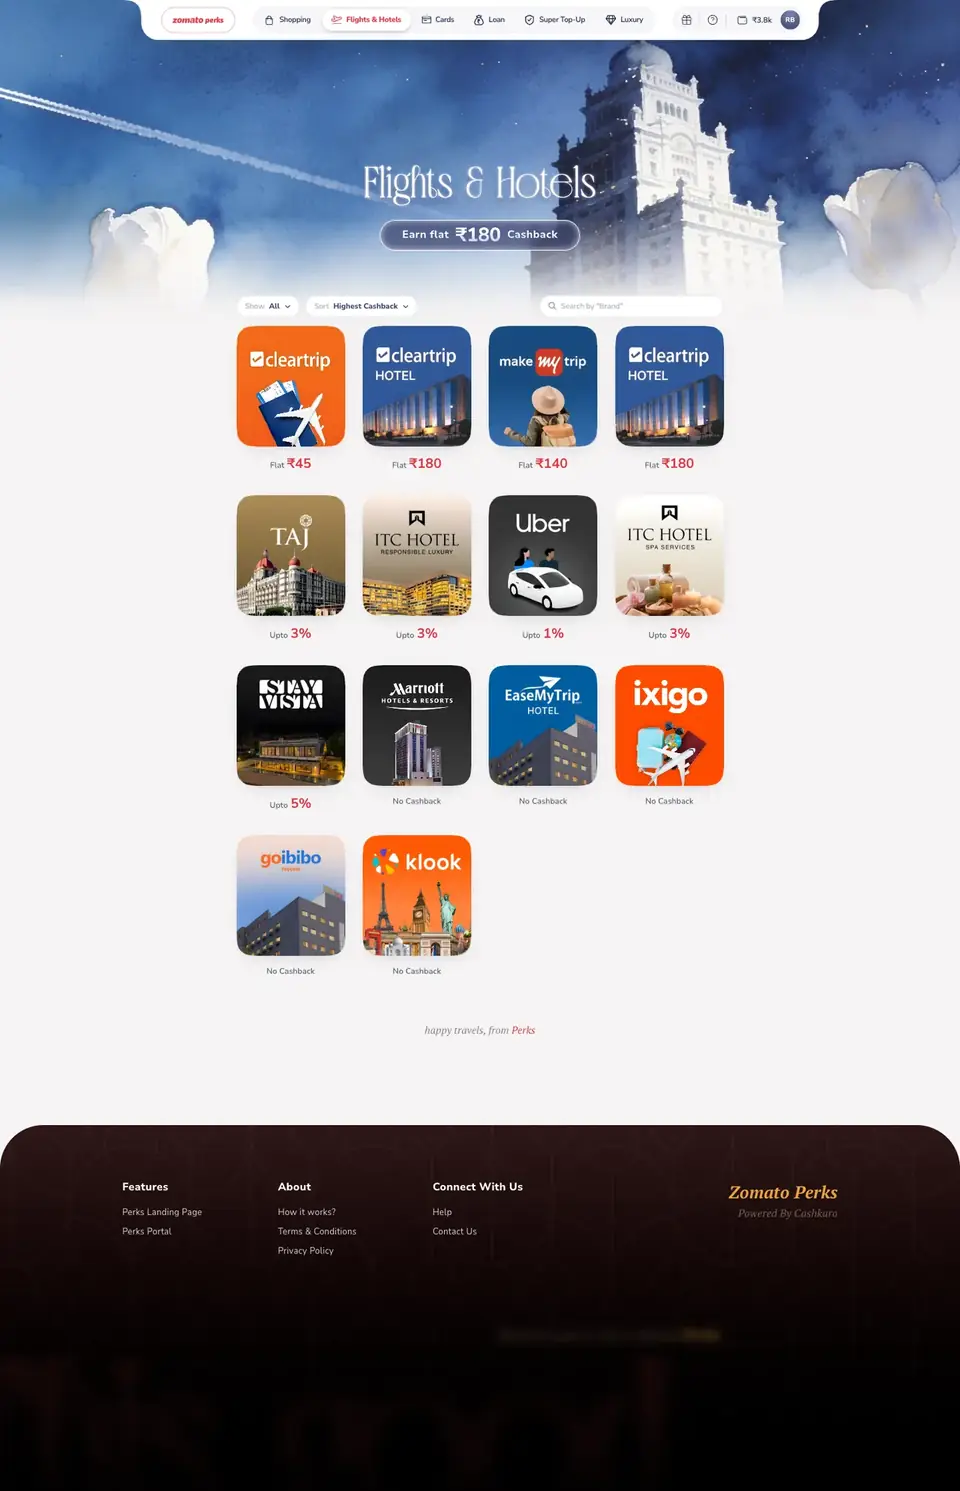 zomato perks
Shopping
Flights & Hotels
Cards
Loan
Super Top-Up
Luxury
₹3.8k
RB
Flights & Hotels
Earn flat ₹180 Cashback
Show All
Sort Highest Cashback
Search by "Brand"
cleartrip
cleartrip
HOTEL
make my trip
cleartrip
HOTEL
Flat ₹45
Flat ₹180
Flat ₹140
Flat ₹180
TAJ
ITC HOTEL
RESPONSIBLE LUXURY
Uber
ITC HOTEL
SPA SERVICES
Upto 3%
Upto 3%
Upto 1%
Upto 3%
STAY
VISTA
Marriott
HOTELS & RESORTS
EaseMyTrip
HOTEL
ixigo
Upto 5%
No Cashback
No Cashback
No Cashback
goibibo
klook
No Cashback
No Cashback
happy travels, from Perks
Features
Perks Landing Page
Perks Portal
About
How it works?
Terms & Conditions
Privacy Policy
Connect With Us
Help
Contact Us
Zomato Perks
Powered By Cashkaro